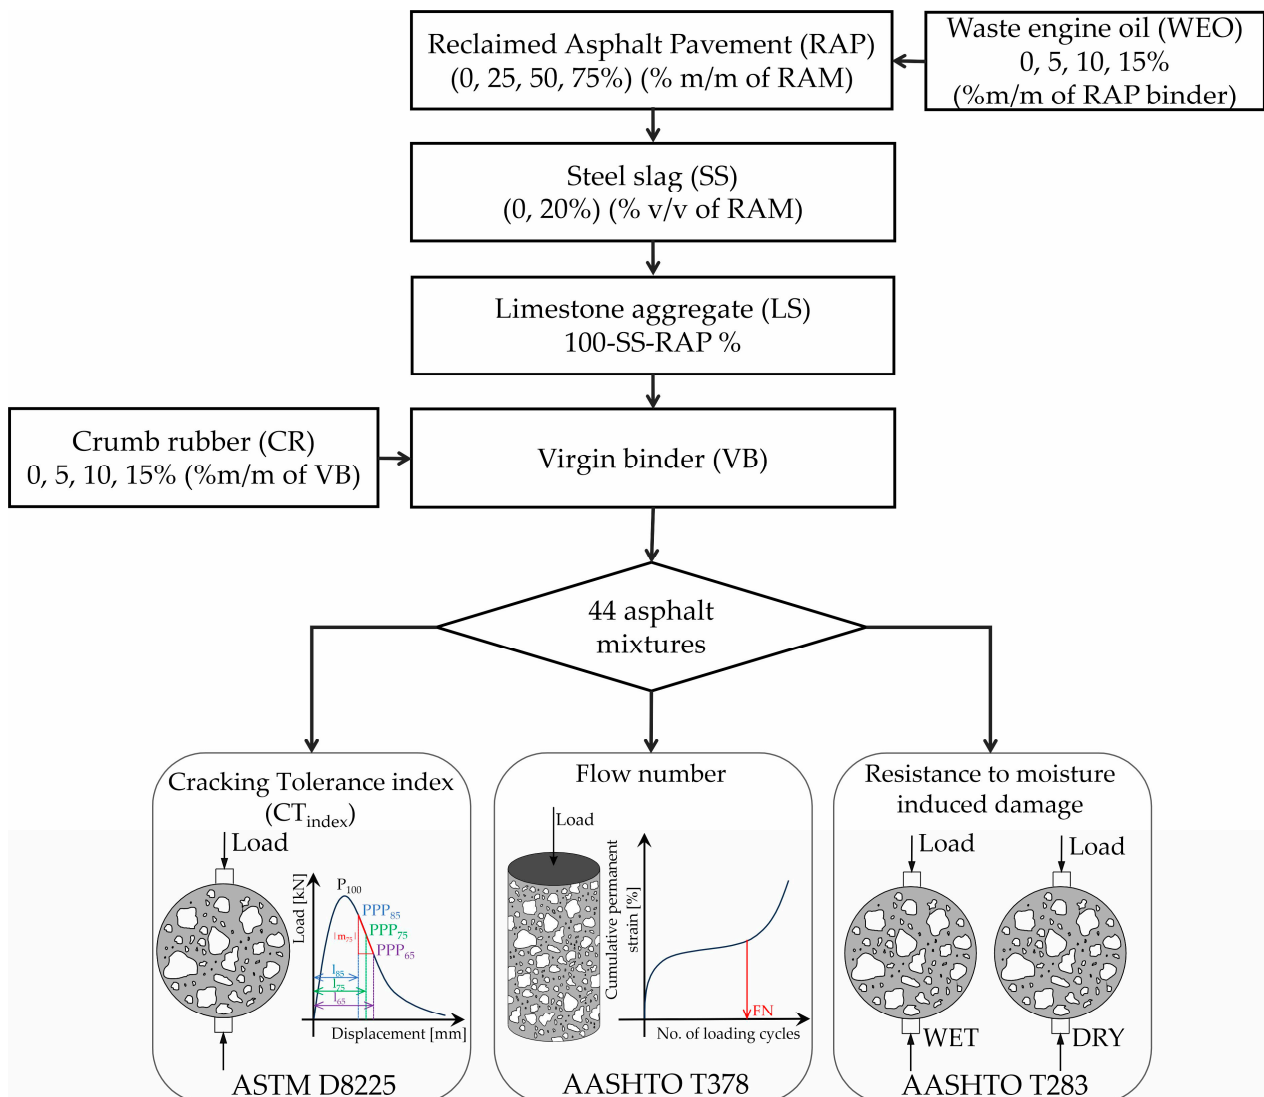 Reclaimed Asphalt Pavement (RAP)
(0, 25, 50, 75%) (% m/m of RAM)
Waste engine oil (WEO)
0, 5, 10, 15%
(%m/m of RAP binder)
Steel slag (SS)
(0, 20%) (% v/v of RAM)
Limestone aggregate (LS)
100-SS-RAP %
Crumb rubber (CR)
0, 5, 10, 15% (%m/m of VB)
Virgin binder (VB)
44 asphalt
mixtures
Cracking Tolerance index
(CTindex)
Load
Load [kN]
P100
PPP85
|m75|
PPP75
PPP65
l85
l75
l65
Displacement [mm]
ASTM D8225
Flow number
Load
Cumulative permanent
strain [%]
FN
No. of loading cycles
AASHTO T378
Resistance to moisture
induced damage
Load
Load
WET
DRY
AASHTO T283